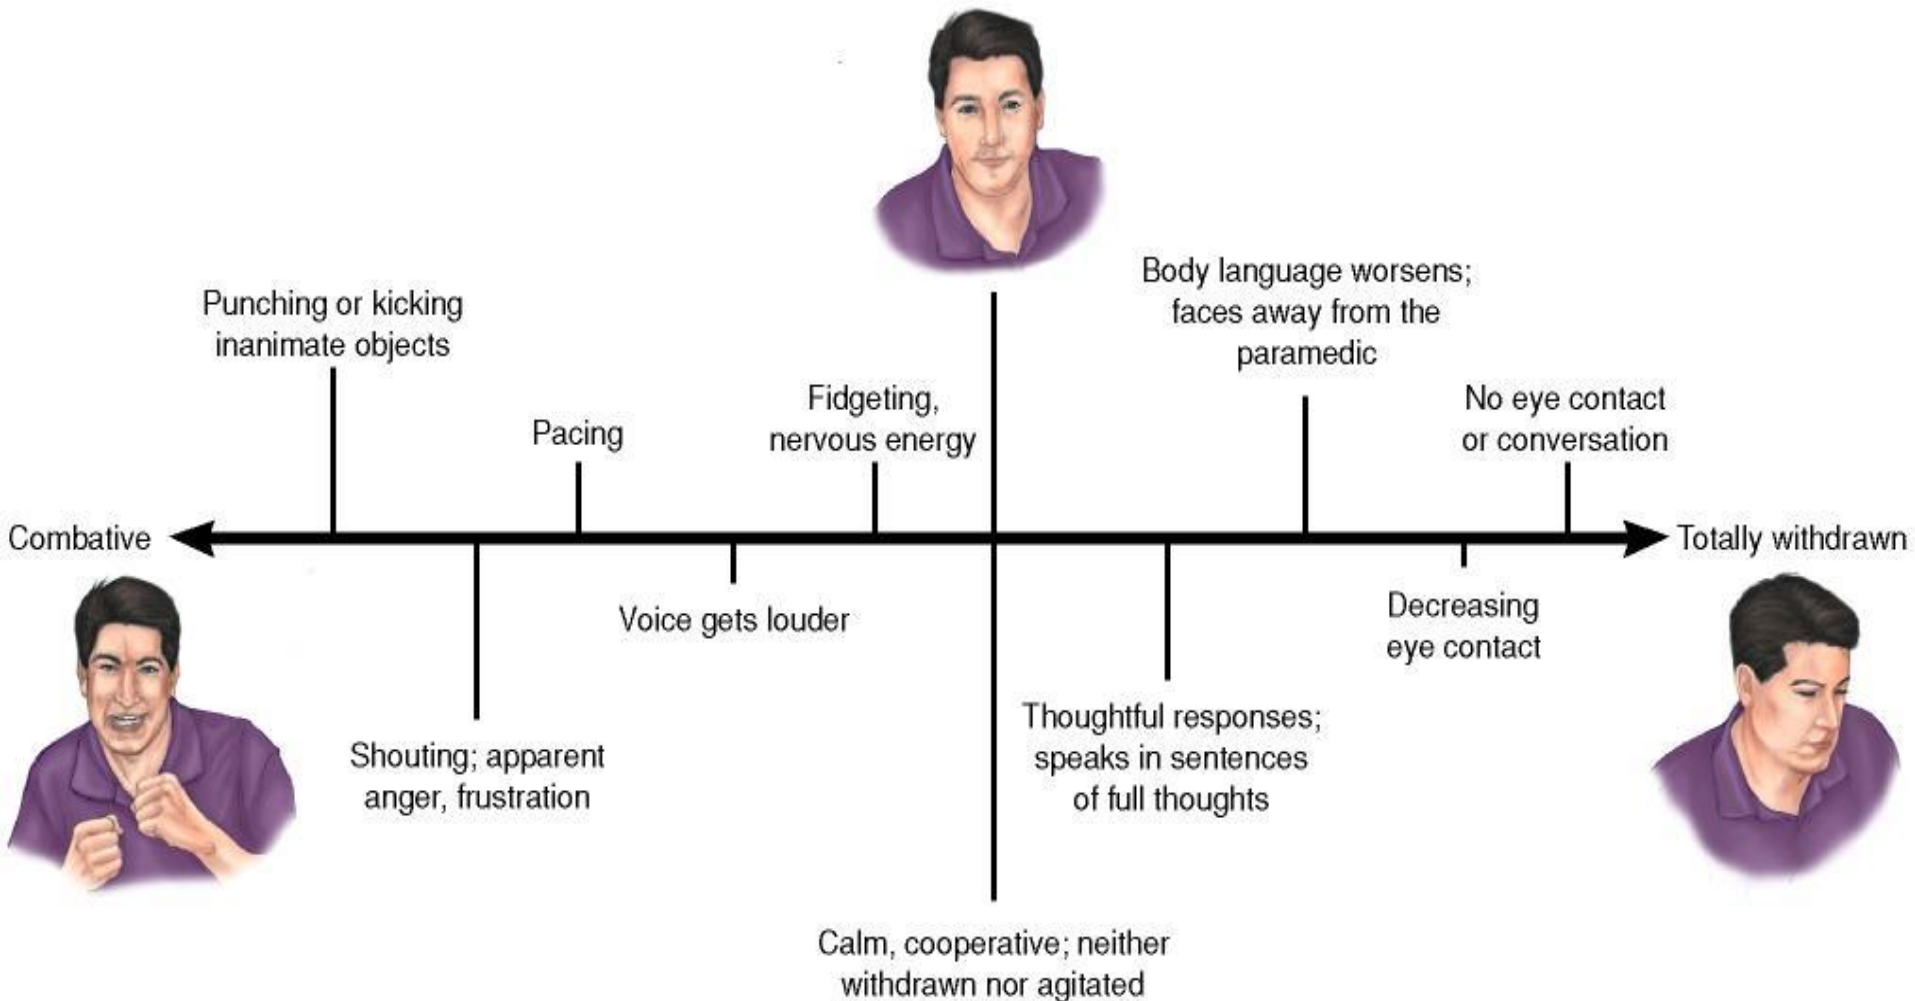 Body language worsens;
faces away from the
paramedic
Punching or kicking
inanimate objects
Fidgeting,
nervous energy
No eye contact
or conversation
Pacing
Combative
Totally withdrawn
Voice gets louder
Decreasing
eye contact
Thoughtful responses;
speaks in sentences
of full thoughts
Shouting; apparent
anger, frustration
Calm, cooperative; neither
withdrawn nor agitated